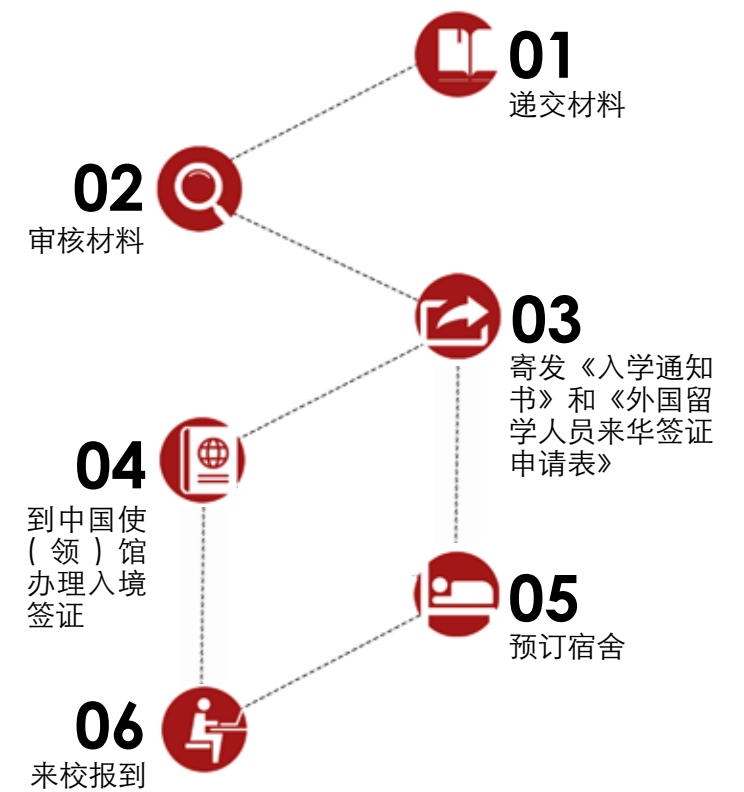 01
递交材料
02
审核材料
03
寄发《入学通知
书》和《外国留
学人员来华签证
申请表》
04
到中国使
(领)馆
办理入境
签证
05
预订宿舍
06
来校报到